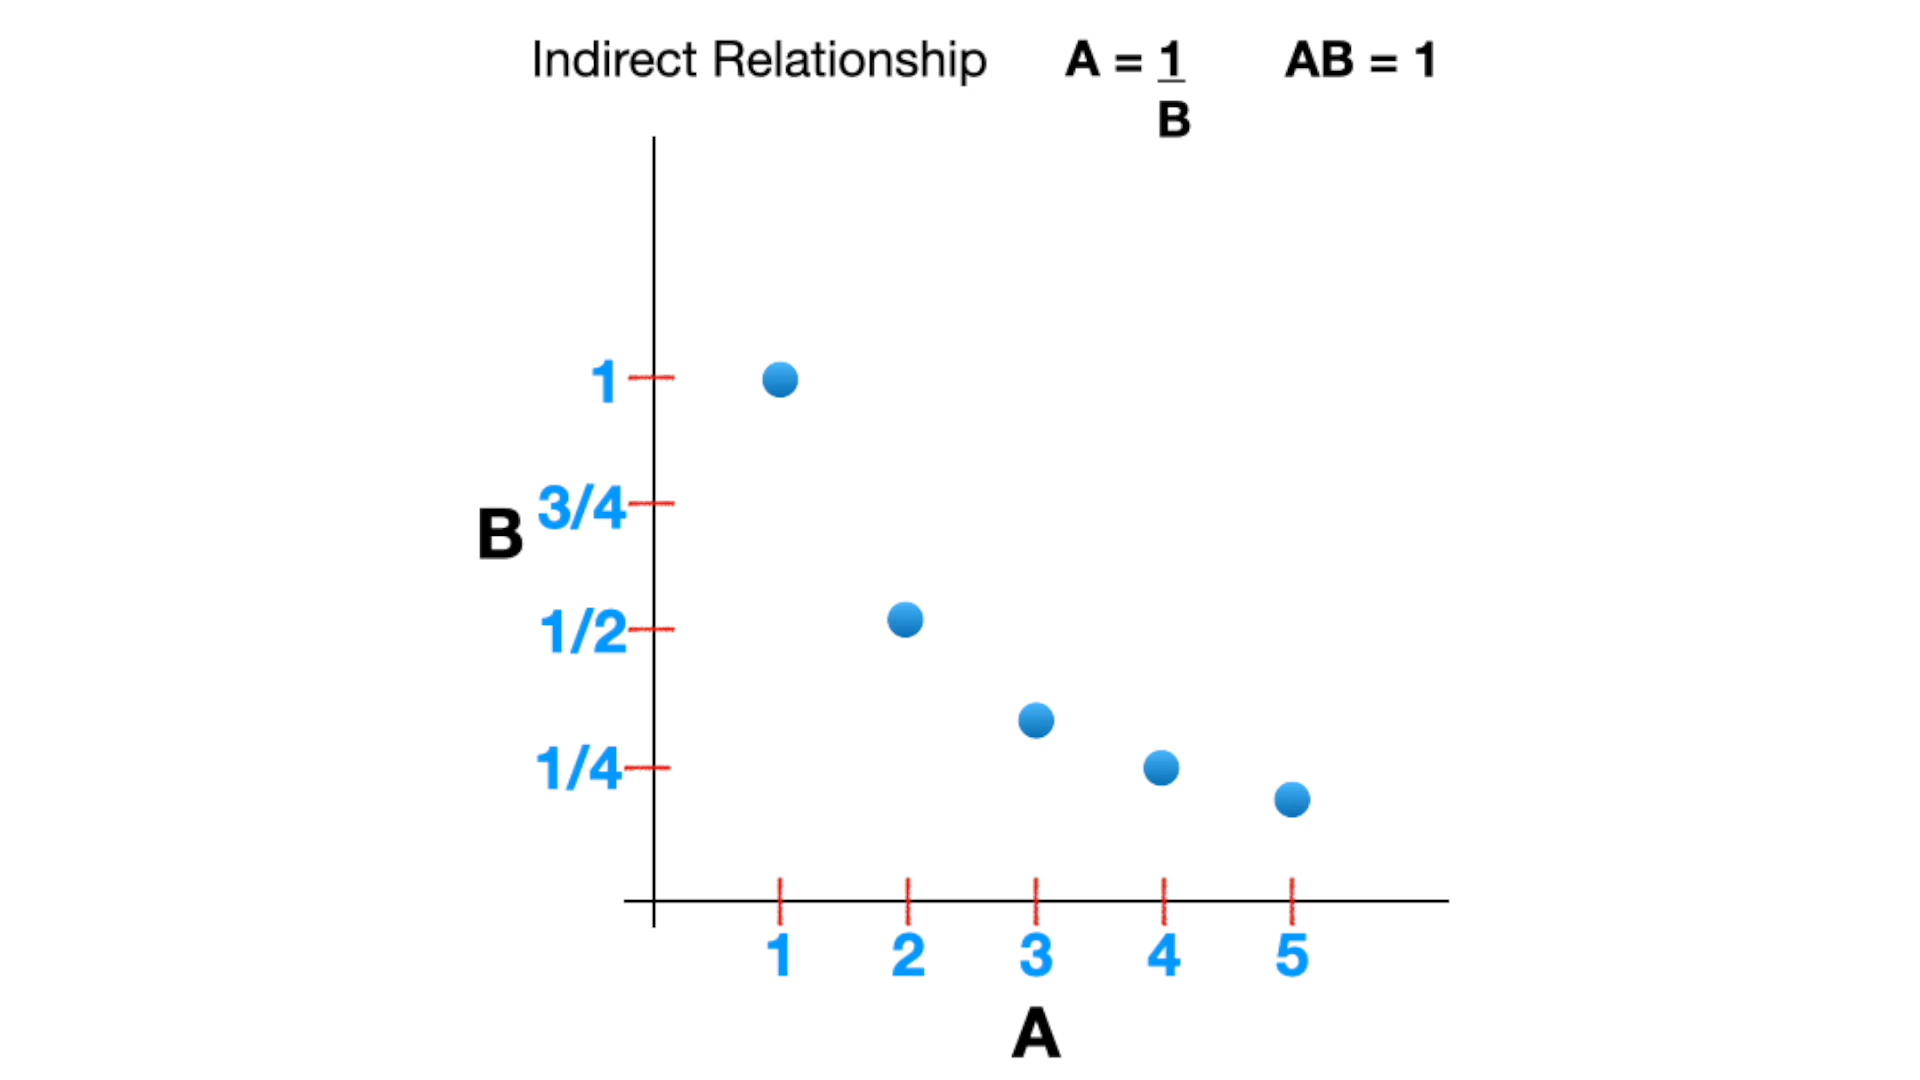 Indirect Relationship A = 1 AB = 1
B
1
3/4
B
1/2
1/4
1 2 3 4 5
A